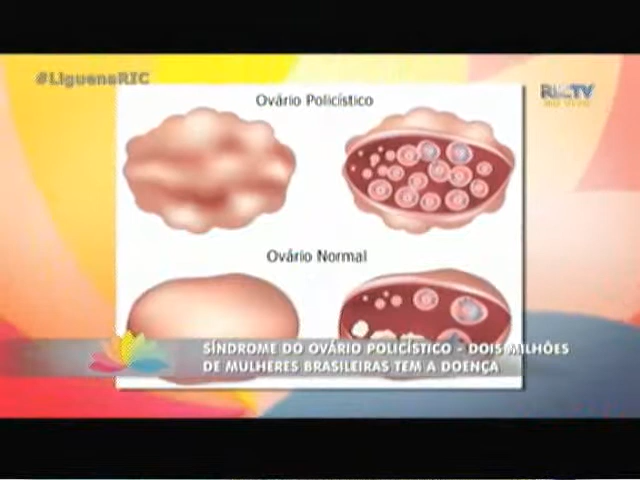 #LiguenaRIC
RICTV
Ovário Policístico
Ovário Normal
SÍNDROME DO OVÁRIO POLICÍSTICO - DOIS MILHÕES
DE MULHERES BRASILEIRAS TEM A DOENÇA